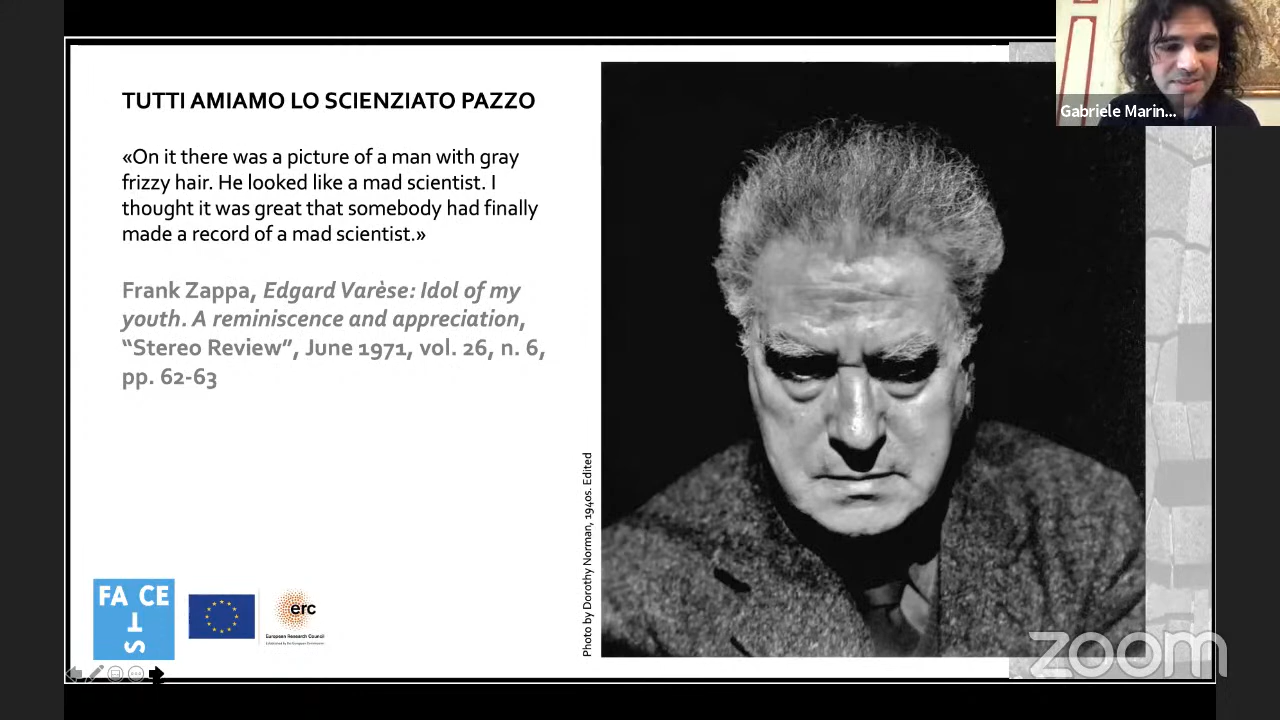 TUTTI AMIAMO LO SCIENZIATO PAZZO
«On it there was a picture of a man with gray
frizzy hair. He looked like a mad scientist. I
thought it was great that somebody had finally
made a record of a mad scientist.»
Frank Zappa, Edgard Varèse: Idol of my
youth. A reminiscence and appreciation,
“Stereo Review”, June 1971, vol. 26, n. 6,
pp. 62-63
Photo by Dorothy Norman, 1940s. Edited
FACETS
erc
European Research Council
Gabriele Marin...
zoom